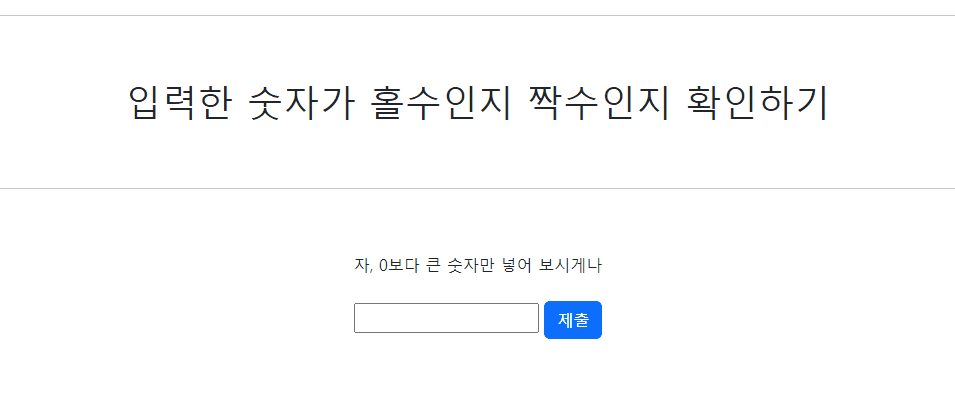 입력한 숫자가 홀수인지 짝수인지 확인하기
자, 0보다 큰 숫자만 넣어 보시게나
제출